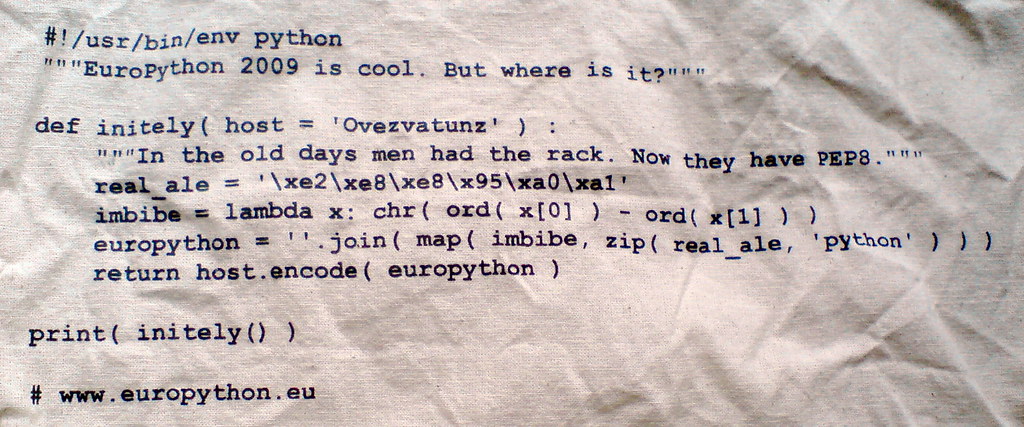 #!/usr/bin/env python
"""EuroPython 2009 is cool. But where is it?"""
def initely( host = 'Ovezvatunz' ) :
"""In the old days men had the rack. Now they have PEP8."""
real_ale = '\xe2\xe8\xe8\x95\xa0\xa1'
imbibe = lambda x: chr( ord( x[0] ) - ord( x[1] ) )
europython = ''.join( map( imbibe, zip( real_ale, 'python' ) ) )
return host.encode( europython )
print( initely() )
# www.europython.eu